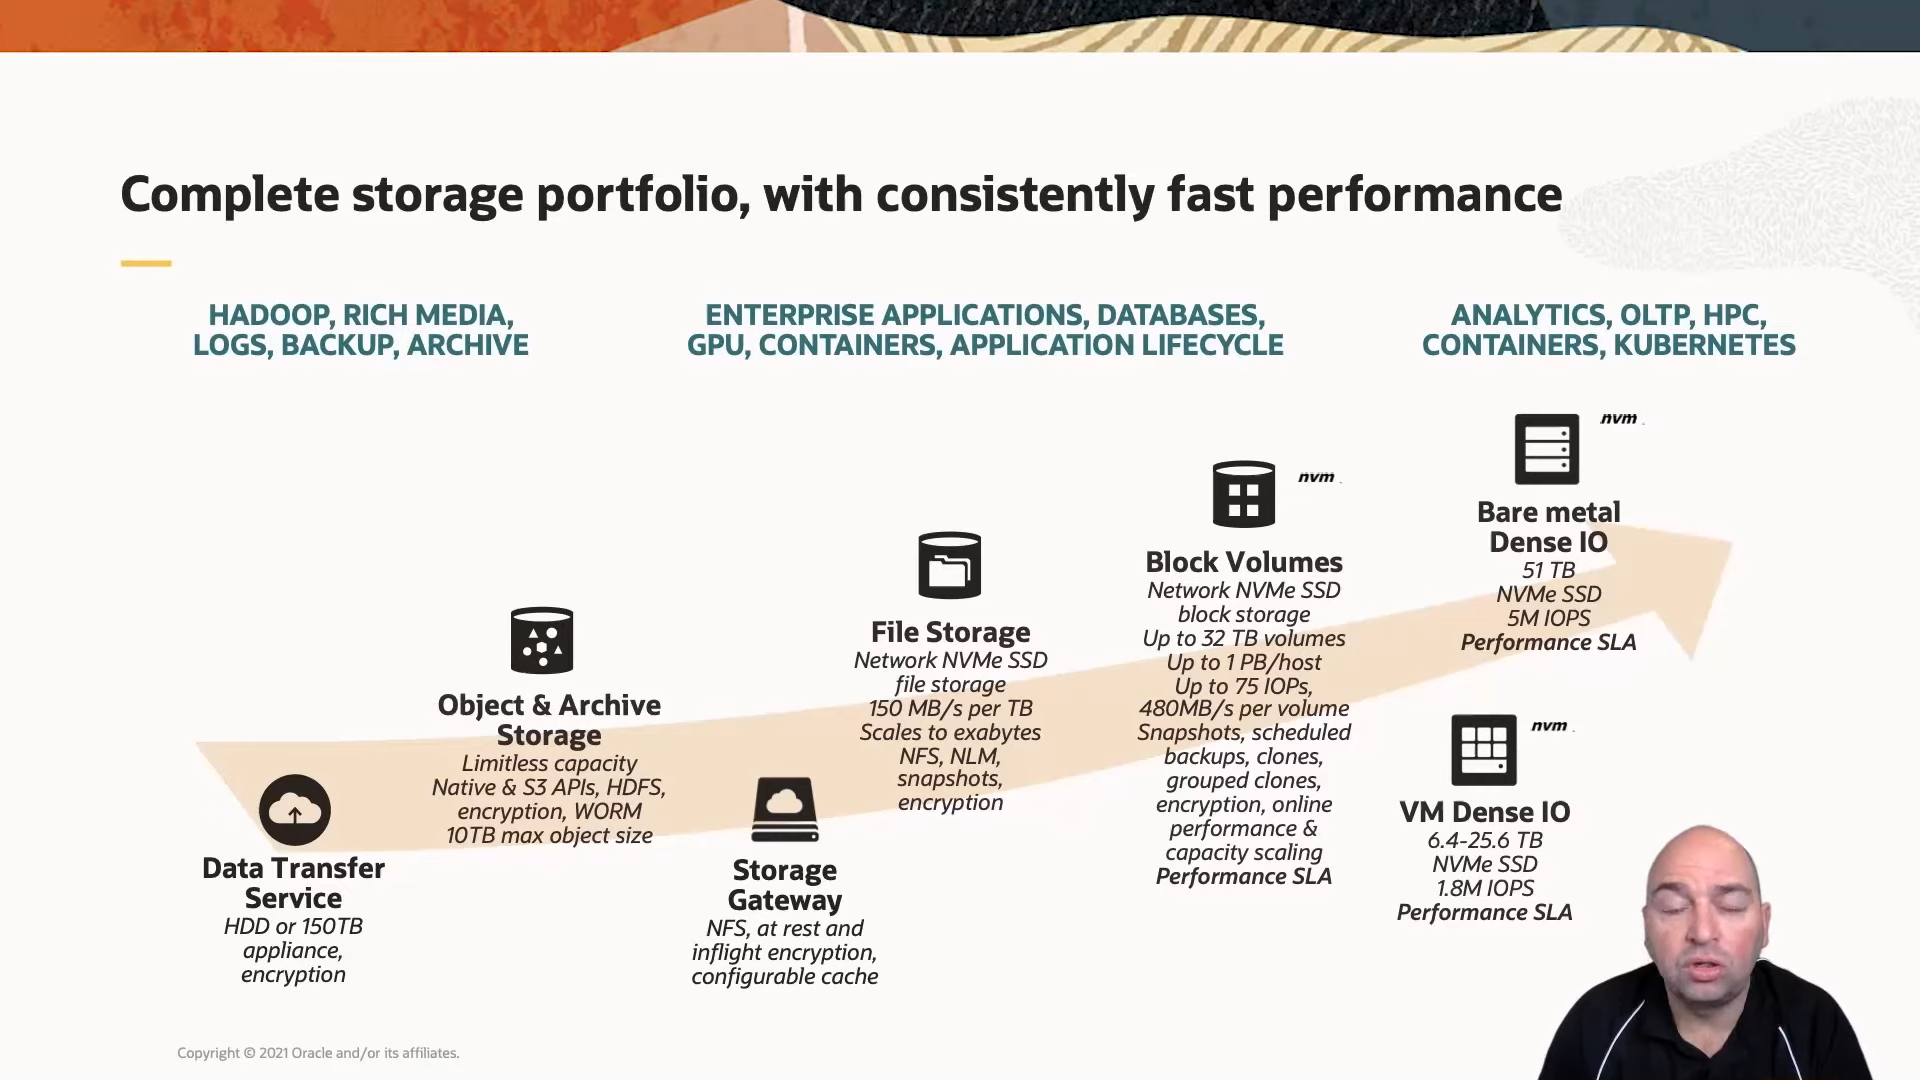 Complete storage portfolio, with consistently fast performance
HADOOP, RICH MEDIA,
LOGS, BACKUP, ARCHIVE
ENTERPRISE APPLICATIONS, DATABASES,
GPU, CONTAINERS, APPLICATION LIFECYCLE
ANALYTICS, OLTP, HPC,
CONTAINERS, KUBERNETES
Data Transfer
Service
HDD or 150TB
appliance,
encryption
Object & Archive
Storage
Limitless capacity
Native & S3 APIs, HDFS,
encryption, WORM
10TB max object size
Storage
Gateway
NFS, at rest and
inflight encryption,
configurable cache
File Storage
Network NVMe SSD
file storage
150 MB/s per TB
Scales to exabytes
NFS, NLM,
snapshots,
encryption
nvm
Block Volumes
Network NVMe SSD
block storage
Up to 32 TB volumes
Up to 1 PB/host
Up to 75 IOPs,
480MB/s per volume
Snapshots, scheduled
backups, clones,
grouped clones,
encryption, online
performance &
capacity scaling
Performance SLA
nvm
Bare metal
Dense IO
51 TB
NVMe SSD
5M IOPS
Performance SLA
nvm
VM Dense IO
6.4-25.6 TB
NVMe SSD
1.8M IOPS
Performance SLA
Copyright © 2021 Oracle and/or its affiliates.